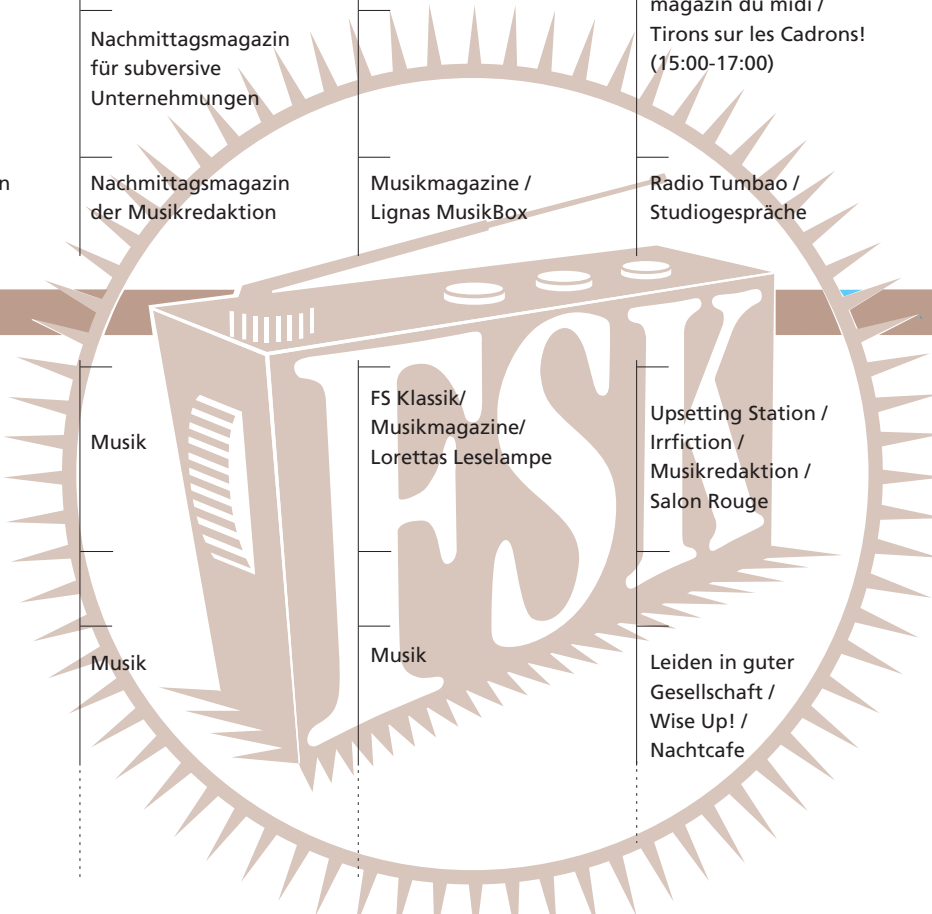 magazin du midi /
Tirons sur les Cadrons!
(15:00-17:00)
Nachmittagsmagazin
für subversive
Unternehmungen
n
Nachmittagsmagazin
der Musikredaktion
Musikmagazine /
Lignas MusikBox
Radio Tumbao /
Studiogespräche
FSK
Musik
FS Klassik/
Musikmagazine/
Lorettas Leselampe
Upsetting Station /
Irrfiction /
Musikredaktion /
Salon Rouge
Musik
Musik
Leiden in guter
Gesellschaft /
Wise Up! /
Nachtcafe